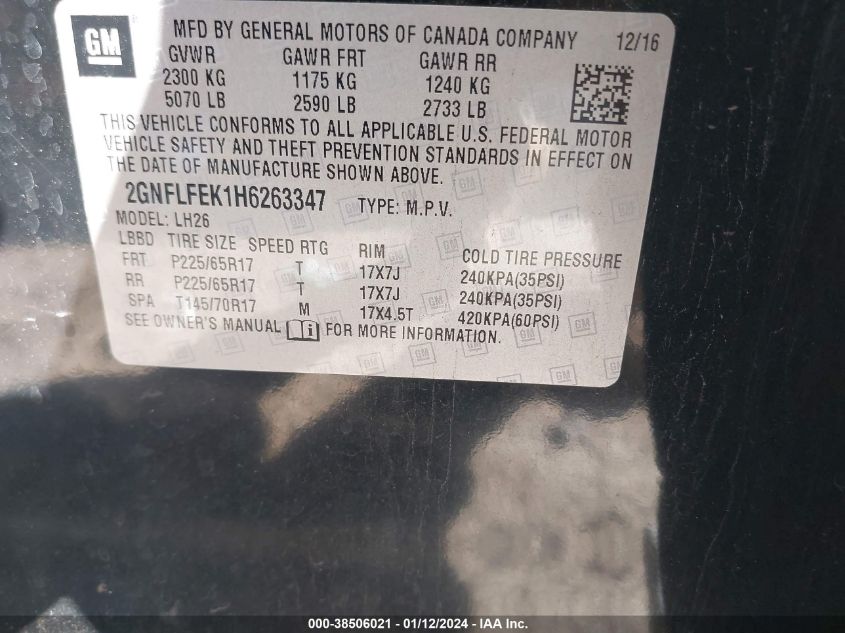 GM
MFD BY GENERAL MOTORS OF CANADA COMPANY 12/16
GVWR GAWR FRT GAWR RR
2300 KG 1175 KG 1240 KG
5070 LB 2590 LB 2733 LB
THIS VEHICLE CONFORMS TO ALL APPLICABLE U.S. FEDERAL MOTOR
VEHICLE SAFETY AND THEFT PREVENTION STANDARDS IN EFFECT ON
THE DATE OF MANUFACTURE SHOWN ABOVE.
2GNFLFEK1H6263347 TYPE: M.P.V.
MODEL: LH26
LBBD TIRE SIZE SPEED RTG RIM COLD TIRE PRESSURE
FRT P225/65R17 T 17X7J 240KPA(35PSI)
RR P225/65R17 T 17X7J 240KPA(35PSI)
SPA T145/70R17 M 17X4.5T 420KPA(60PSI)
SEE OWNER'S MANUAL FOR MORE INFORMATION.
000-38506021 - 01/12/2024 - IAA Inc.